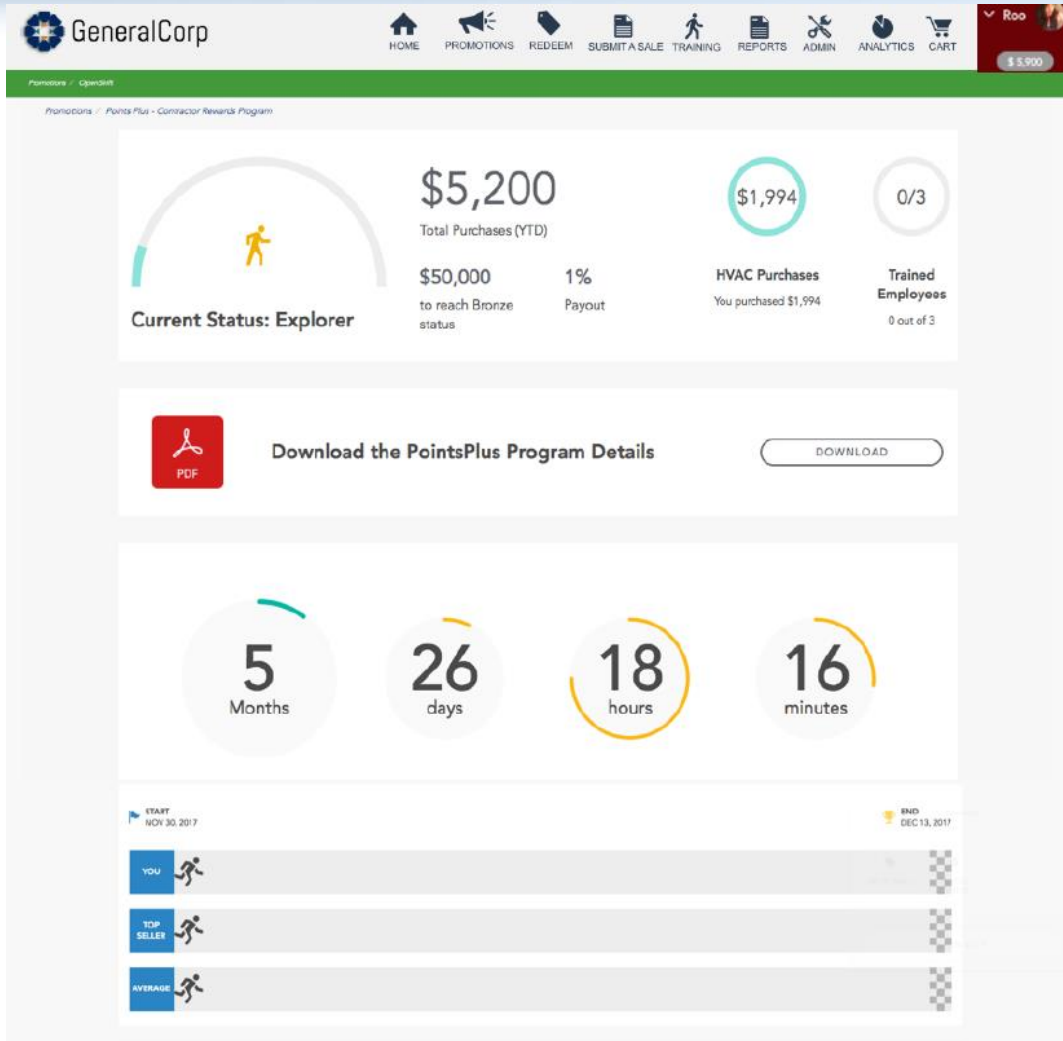 GeneralCorp
HOME PROMOTIONS REDEEM SUBMIT A SALE TRAINING REPORTS ADMIN ANALYTICS CART
Roo
$ 5,900
Promotions / OpenSkift
Promotions / Points Plus - Contractor Rewards Program
$5,200
Total Purchases (YTD)
$50,000
to reach Bronze
status
1%
Payout
Current Status: Explorer
$1,994
HVAC Purchases
You purchased $1,994
0/3
Trained
Employees
0 out of 3
PDF
Download the PointsPlus Program Details
DOWNLOAD
5
Months
26
days
18
hours
16
minutes
START
NOV 30, 2017
END
DEC 13, 2017
YOU
TOP
SELLER
AVERAGE